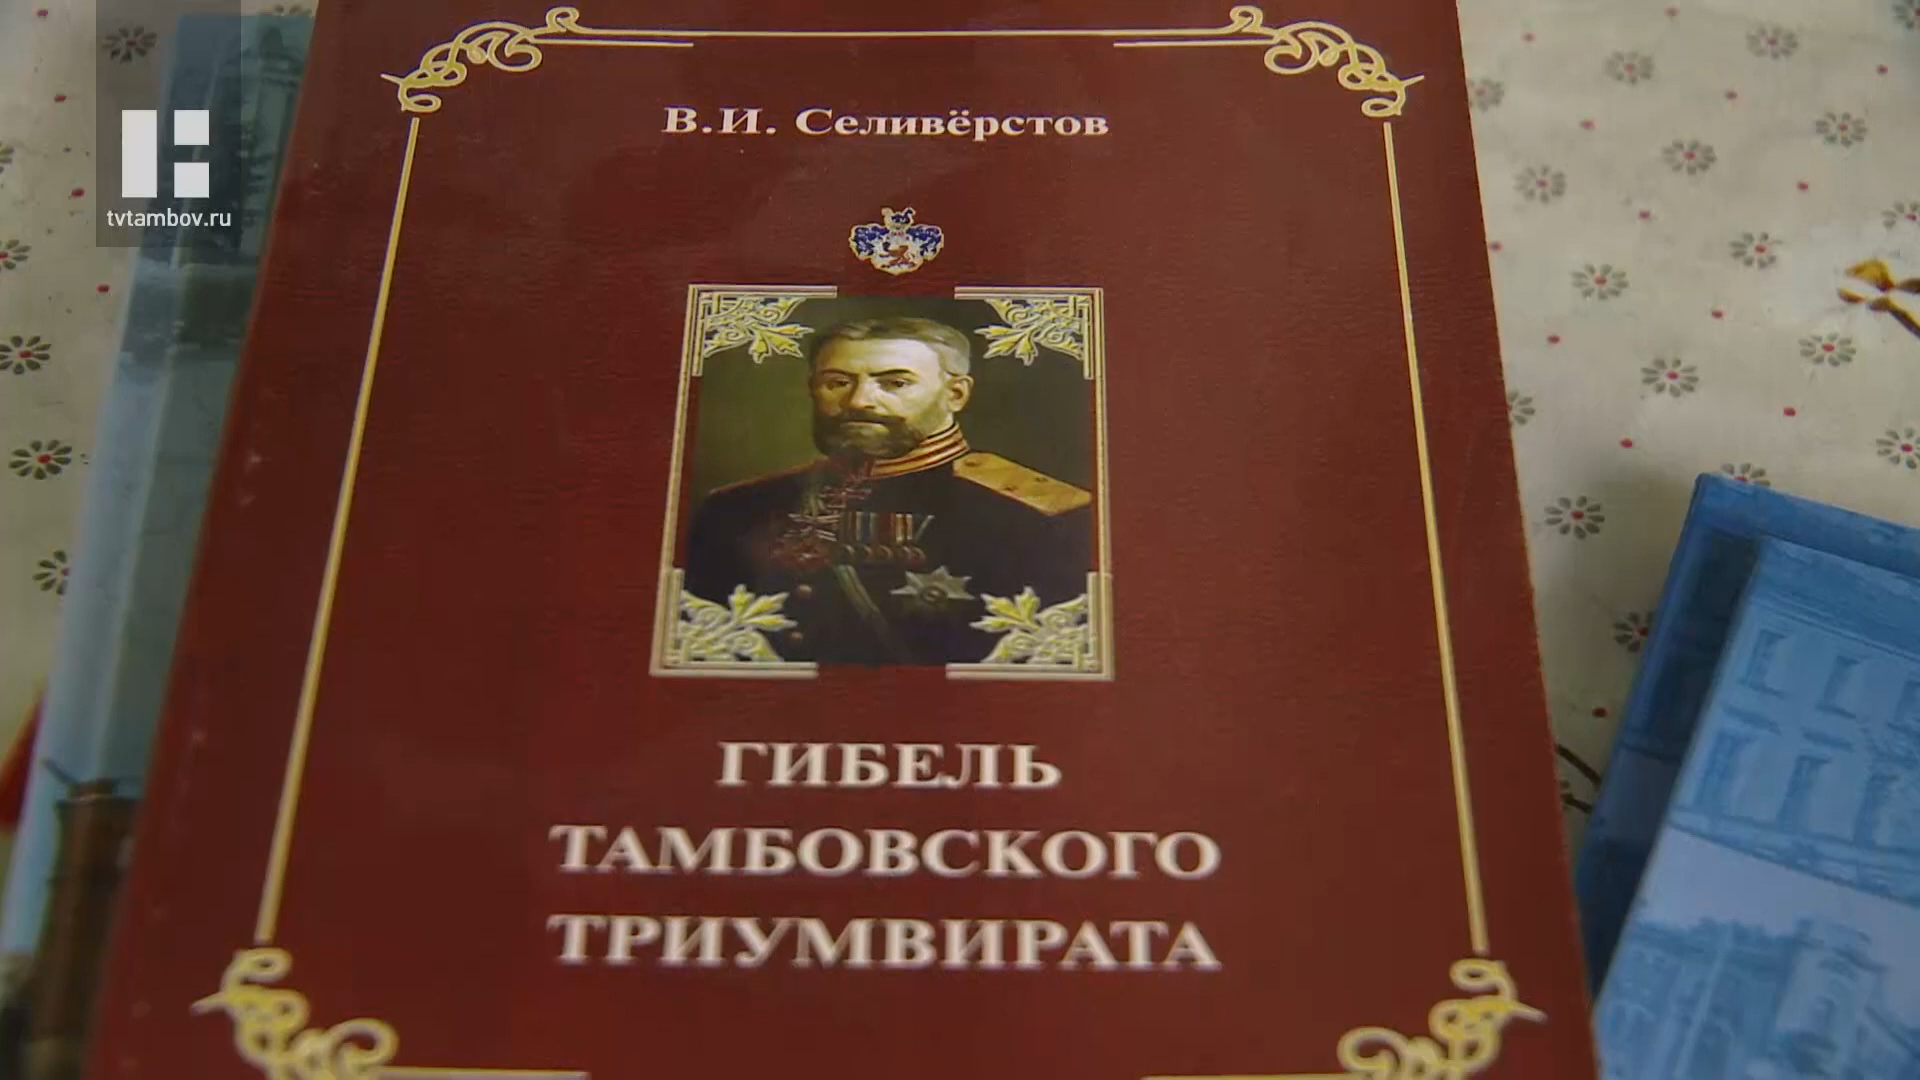 tvtambov.ru
В.И. Селивёрстов
ГИБЕЛЬ
ТАМБОВСКОГО
ТРИУМВИРАТА